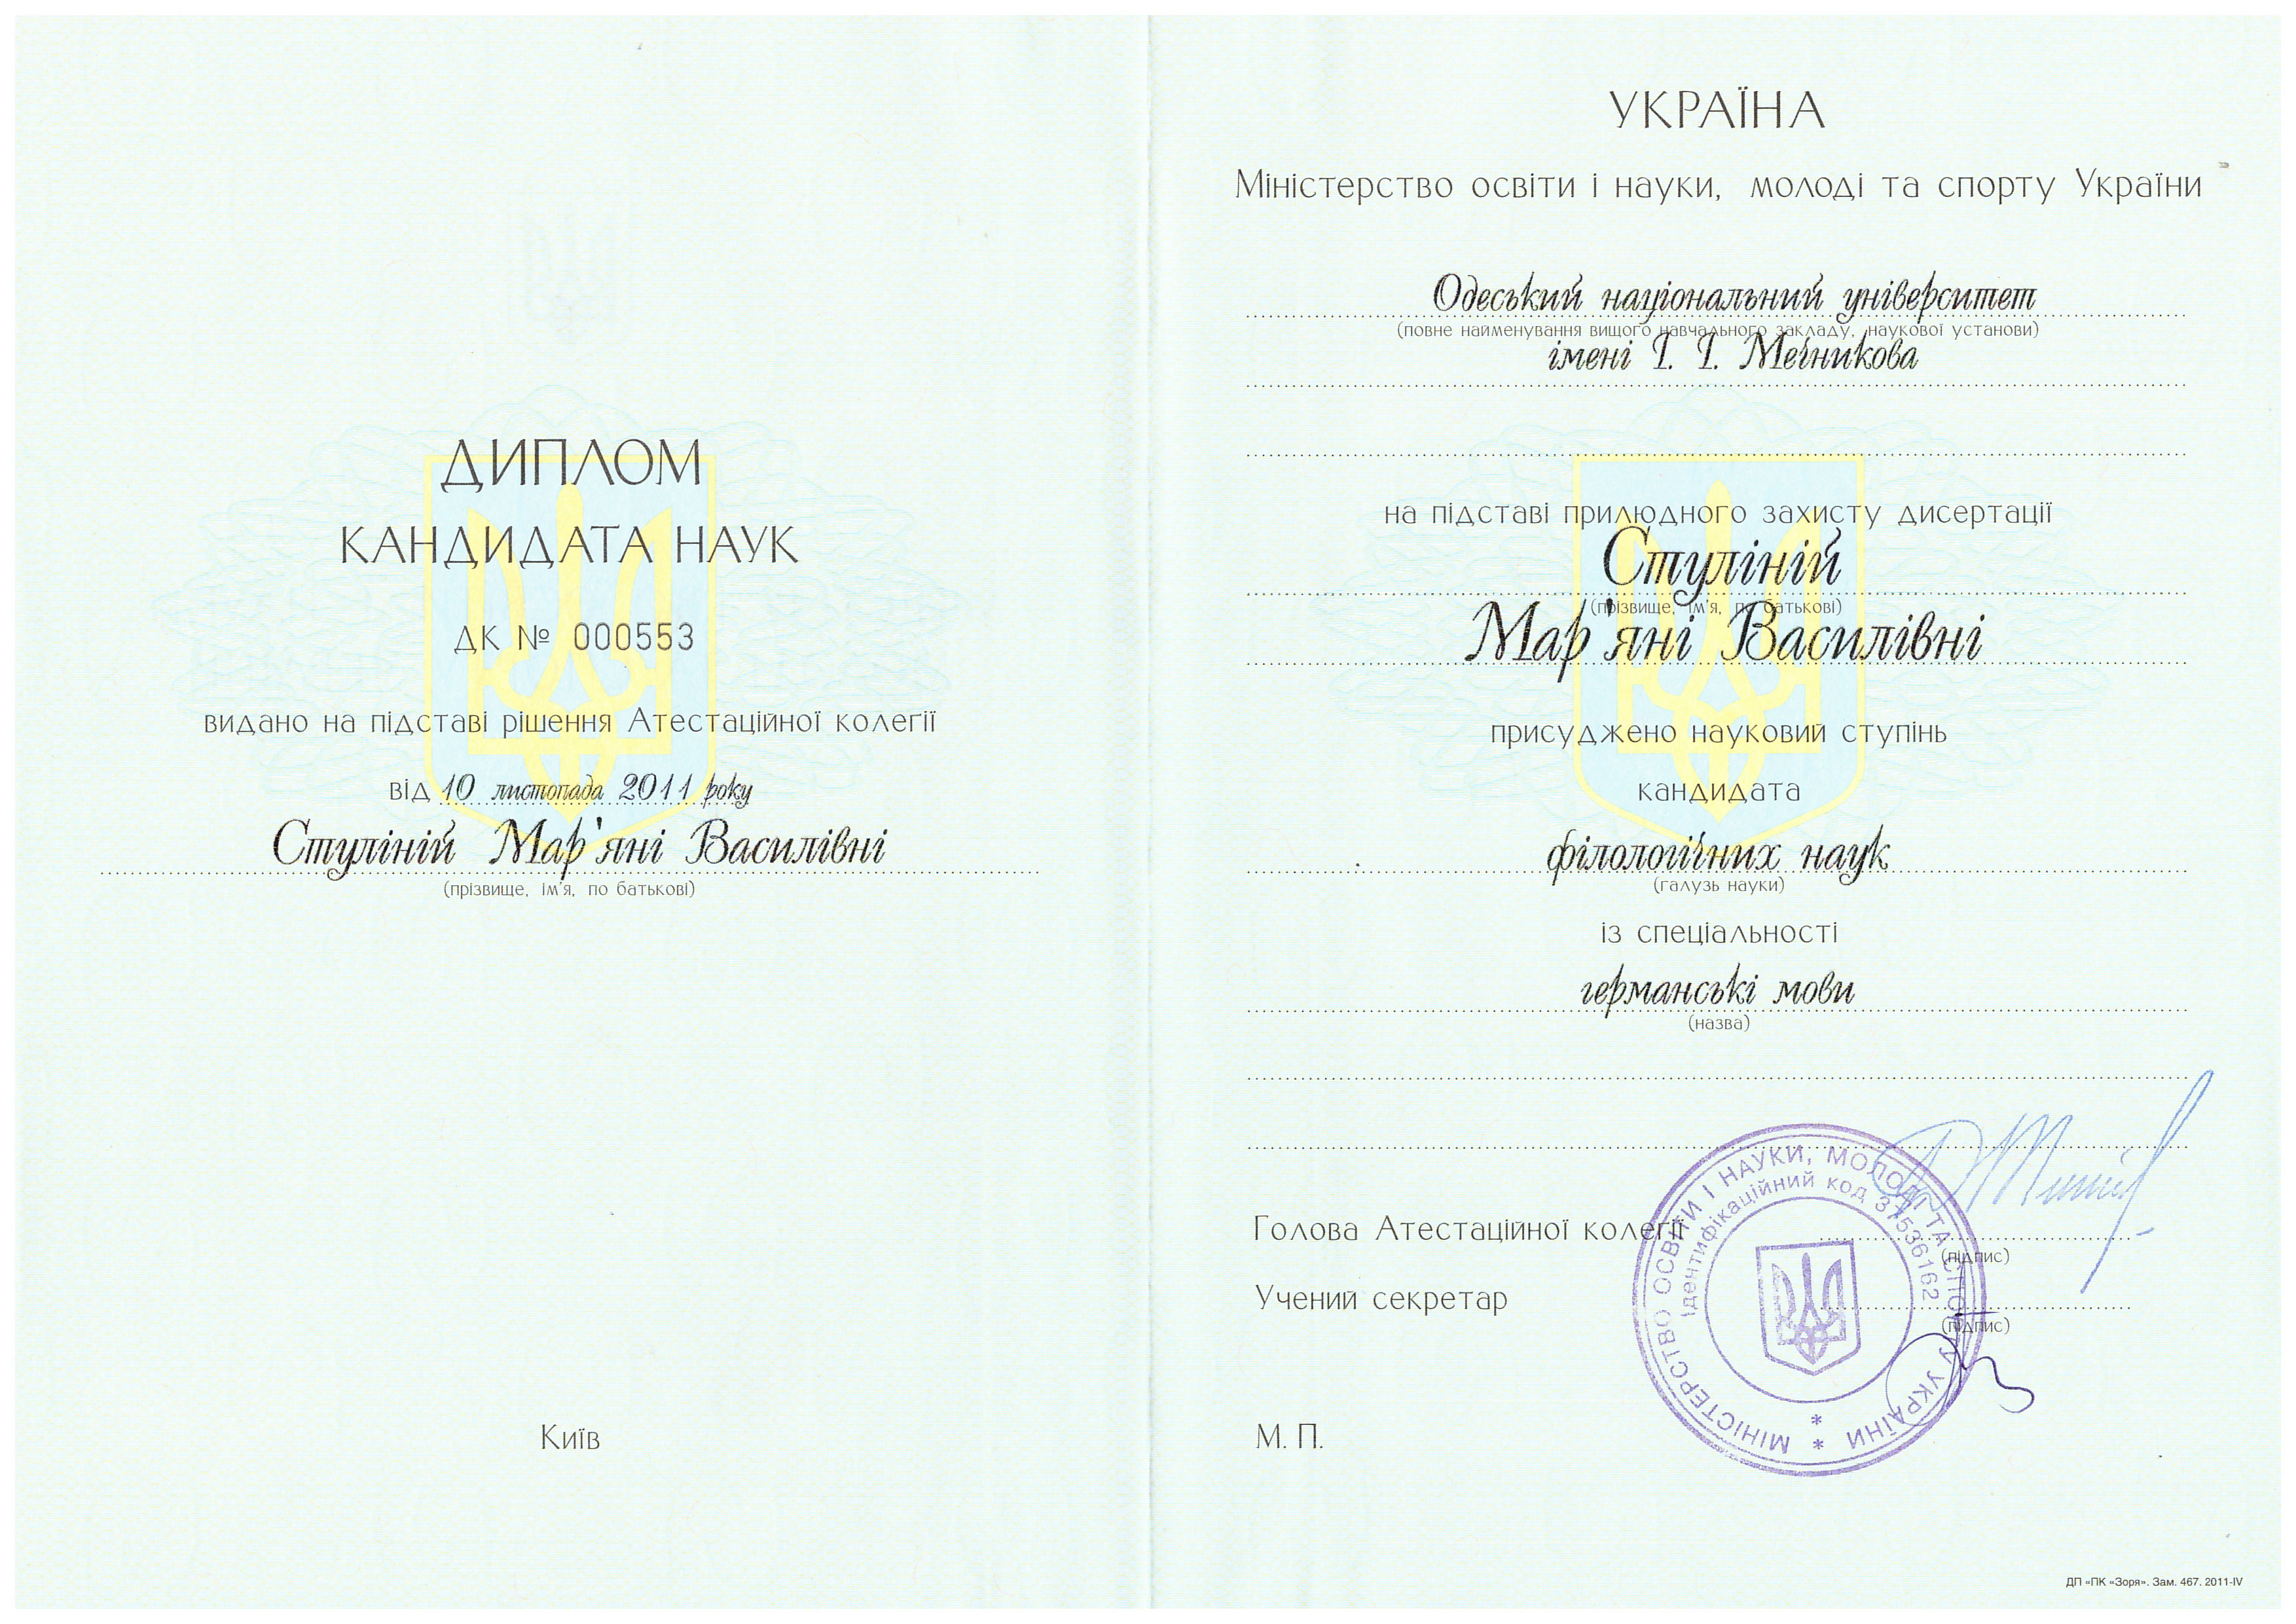 ДИПЛОМ
КАНДИДАТА НАУК
ДК № 000553
видано на підставі рішення Атестаційної колегії
від 10 листопада 2011 року
Стуліній Мар'яні Василівні
(прізвище, ім'я, по батькові)
Київ
УКРАЇНА
Міністерство освіти і науки, молоді та спорту України
Одеський національний університет
(повне найменування вищого навчального закладу, наукової установи)
імені І. І. Мечникова
на підставі прилюдного захисту дисертації
Стуліній
(прізвище, ім'я, по батькові)
Мар'яні Василівні
присуджено науковий ступінь
кандидата
філологічних наук
(галузь науки)
із спеціальності
германські мови
(назва)
Голова Атестаційної колегії
(підпис)
Учений секретар
(підпис)
М. П.
МІНІСТЕРСТВО ОСВІТИ І НАУКИ, МОЛОДІ ТА СПОРТУ УКРАЇНИ * *
Ідентифікаційний код 37536162
ДП «ПК «Зоря». Зам. 467. 2011-IV